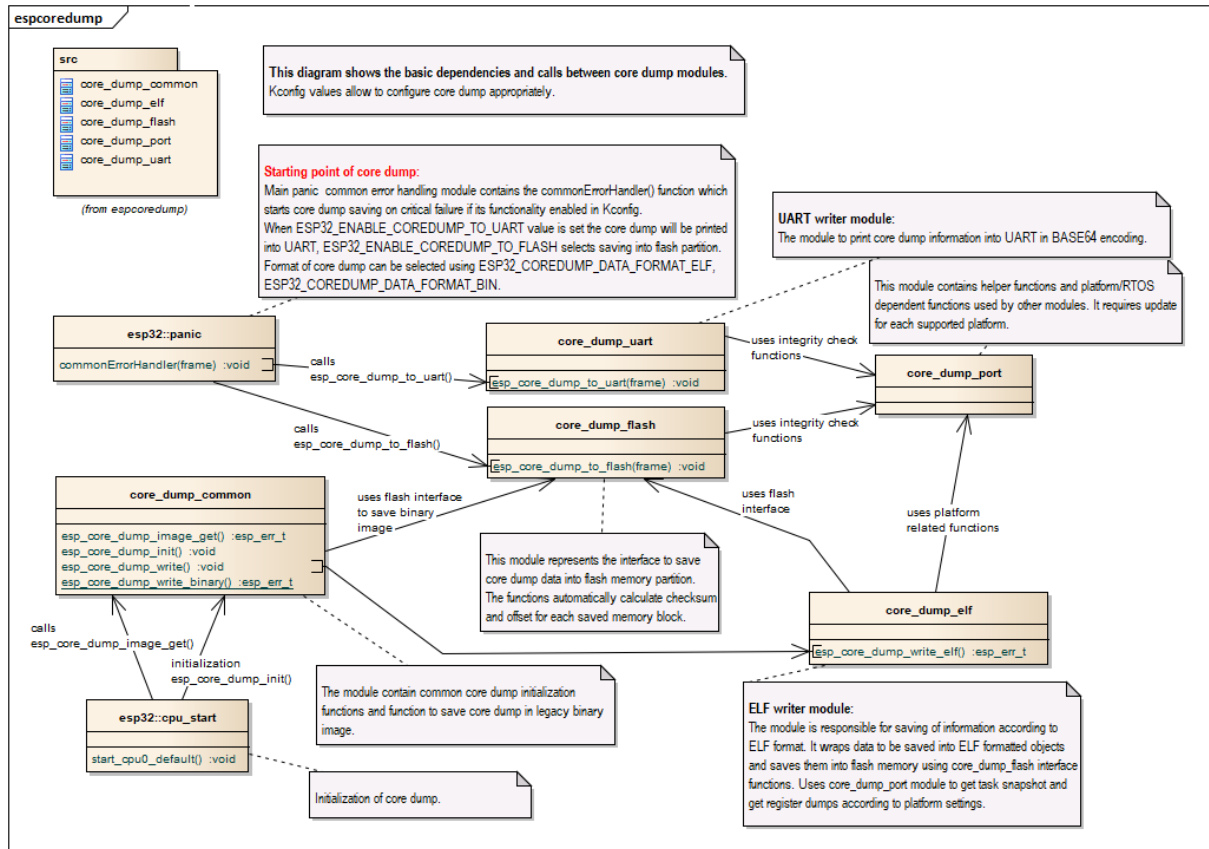 espcoredump
src
core_dump_common
core_dump_elf
core_dump_flash
core_dump_port
core_dump_uart
(from espcoredump)
This diagram shows the basic dependencies and calls between core dump modules.
Kconfig values allow to configure core dump appropriately.
Starting point of core dump:
Main panic common error handling module contains the commonErrorHandler() function which
starts core dump saving on critical failure if its functionality enabled in Kconfig.
When ESP32_ENABLE_COREDUMP_TO_UART value is set the core dump will be printed
into UART, ESP32_ENABLE_COREDUMP_TO_FLASH selects saving into flash partition.
Format of core dump can be selected using ESP32_COREDUMP_DATA_FORMAT_ELF,
ESP32_COREDUMP_DATA_FORMAT_BIN.
UART writer module:
The module to print core dump information into UART in BASE64 encoding.
This module contains helper functions and platform/RTOS
dependent functions used by other modules. It requires update
for each supported platform.
esp32::panic
commonErrorHandler(frame) :void
calls
esp_core_dump_to_uart()
core_dump_uart
esp_core_dump_to_uart(frame) :void
uses integrity check
functions
core_dump_port
calls
esp_core_dump_to_flash()
core_dump_flash
esp_core_dump_to_flash(frame) :void
uses integrity check
functions
core_dump_common
esp_core_dump_image_get() :esp_err_t
esp_core_dump_init() :void
esp_core_dump_write() :void
esp_core_dump_write_binary() :esp_err_t
uses flash interface
to save binary
image
uses flash
interface
uses platform
related functions
This module represents the interface to save
core dump data into flash memory partition.
The functions automatically calculate checksum
and offset for each saved memory block.
core_dump_elf
esp_core_dump_write_elf() :esp_err_t
calls
esp_core_dump_image_get()
initialization
esp_core_dump_init()
The module contain common core dump initialization
functions and function to save core dump in legacy binary
image.
esp32::cpu_start
start_cpu0_default() :void
Initialization of core dump.
ELF writer module:
The module is responsible for saving of information according to
ELF format. It wraps data to be saved into ELF formatted objects
and saves them into flash memory using core_dump_flash interface
functions. Uses core_dump_port module to get task snapshot and
get register dumps according to platform settings.